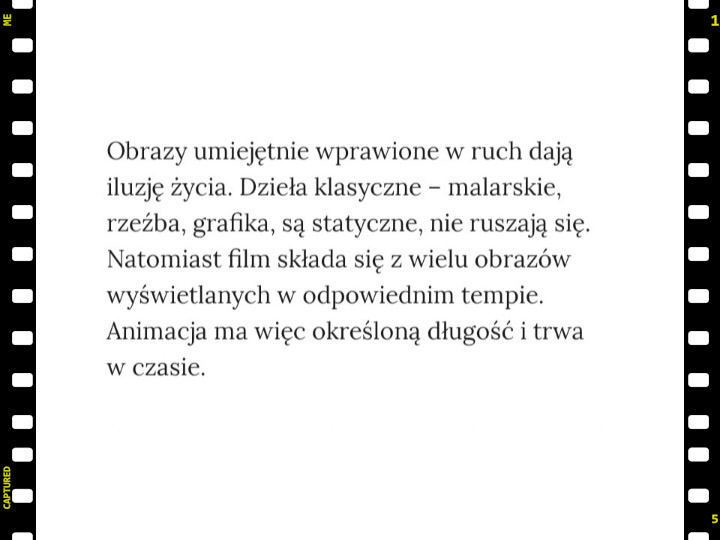 ME
1
Obrazy umiejętnie wprawione w ruch dają
iluzję życia. Dzieła klasyczne – malarskie,
rzeźba, grafika, są statyczne, nie ruszają się.
Natomiast film składa się z wielu obrazów
wyświetlanych w odpowiednim tempie.
Animacja ma więc określoną długość i trwa
w czasie.
CAPTURED
5